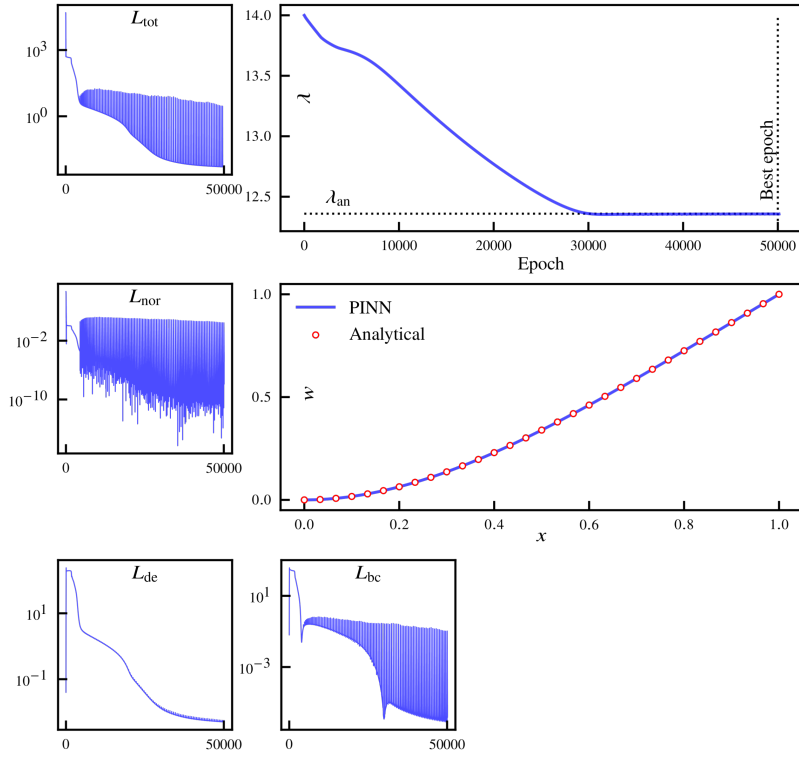 L_tot
10^3
10^0
0
50000
14.0
13.5
13.0
12.5
λ
λ_an
Best epoch
0
10000
20000
30000
40000
50000
Epoch
L_nor
10^−2
10^−10
0
50000
PINN
Analytical
1.0
0.5
0.0
w
0.0
0.2
0.4
0.6
0.8
1.0
x
L_de
10^1
10^−1
0
50000
L_bc
10^1
10^−3
0
50000